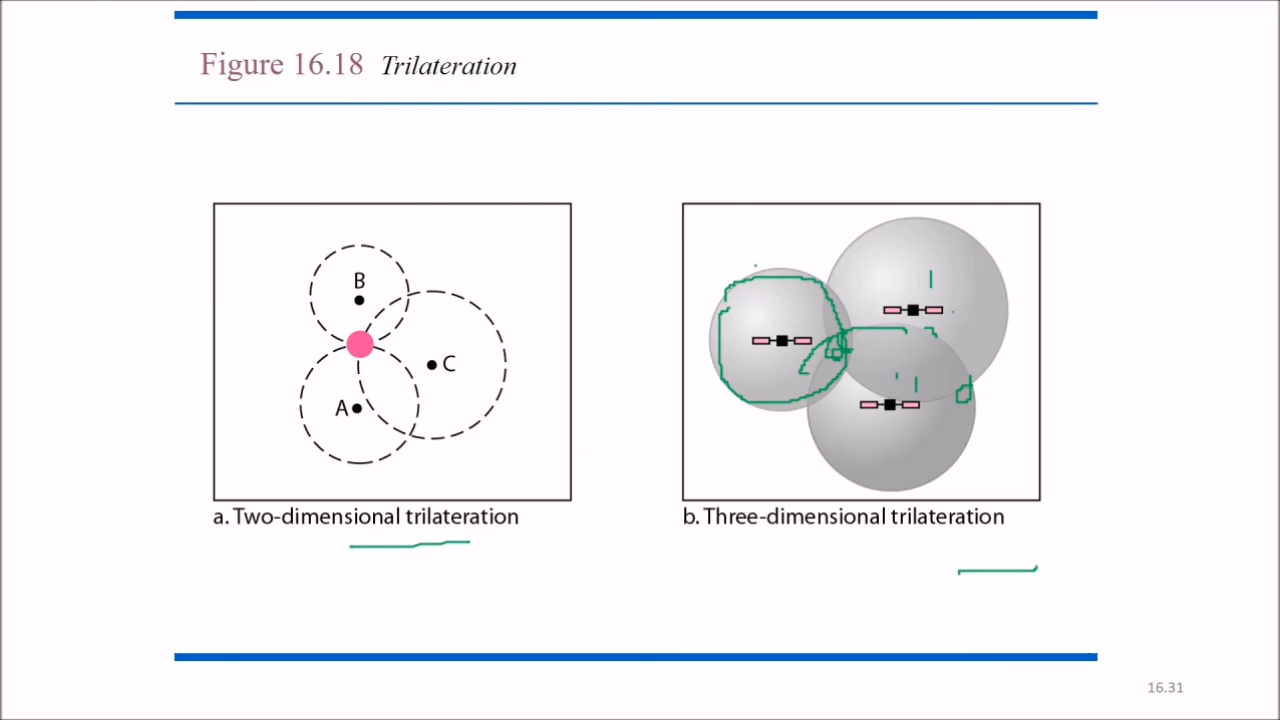 Figure 16.18 Trilateration
B
C
A
a. Two-dimensional trilateration
b. Three-dimensional trilateration
16.31